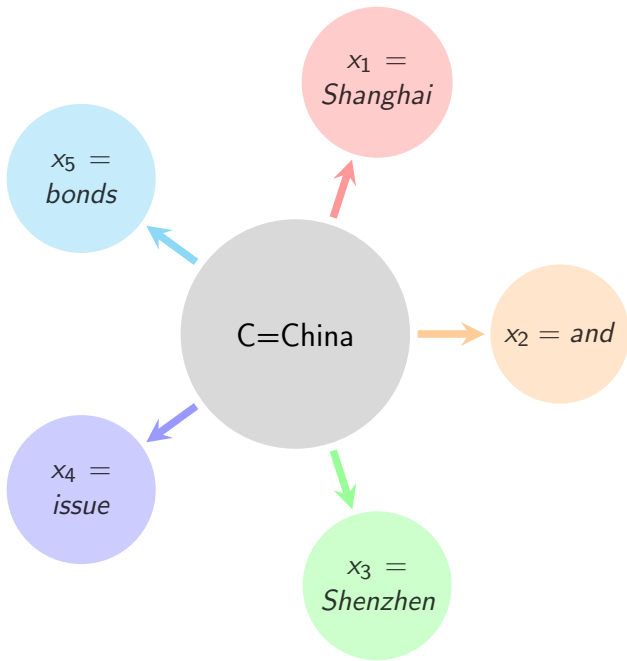 x₁ =
Shanghai
x₅ =
bonds
C=China
x₂ = and
x₄ =
issue
x₃ =
Shenzhen